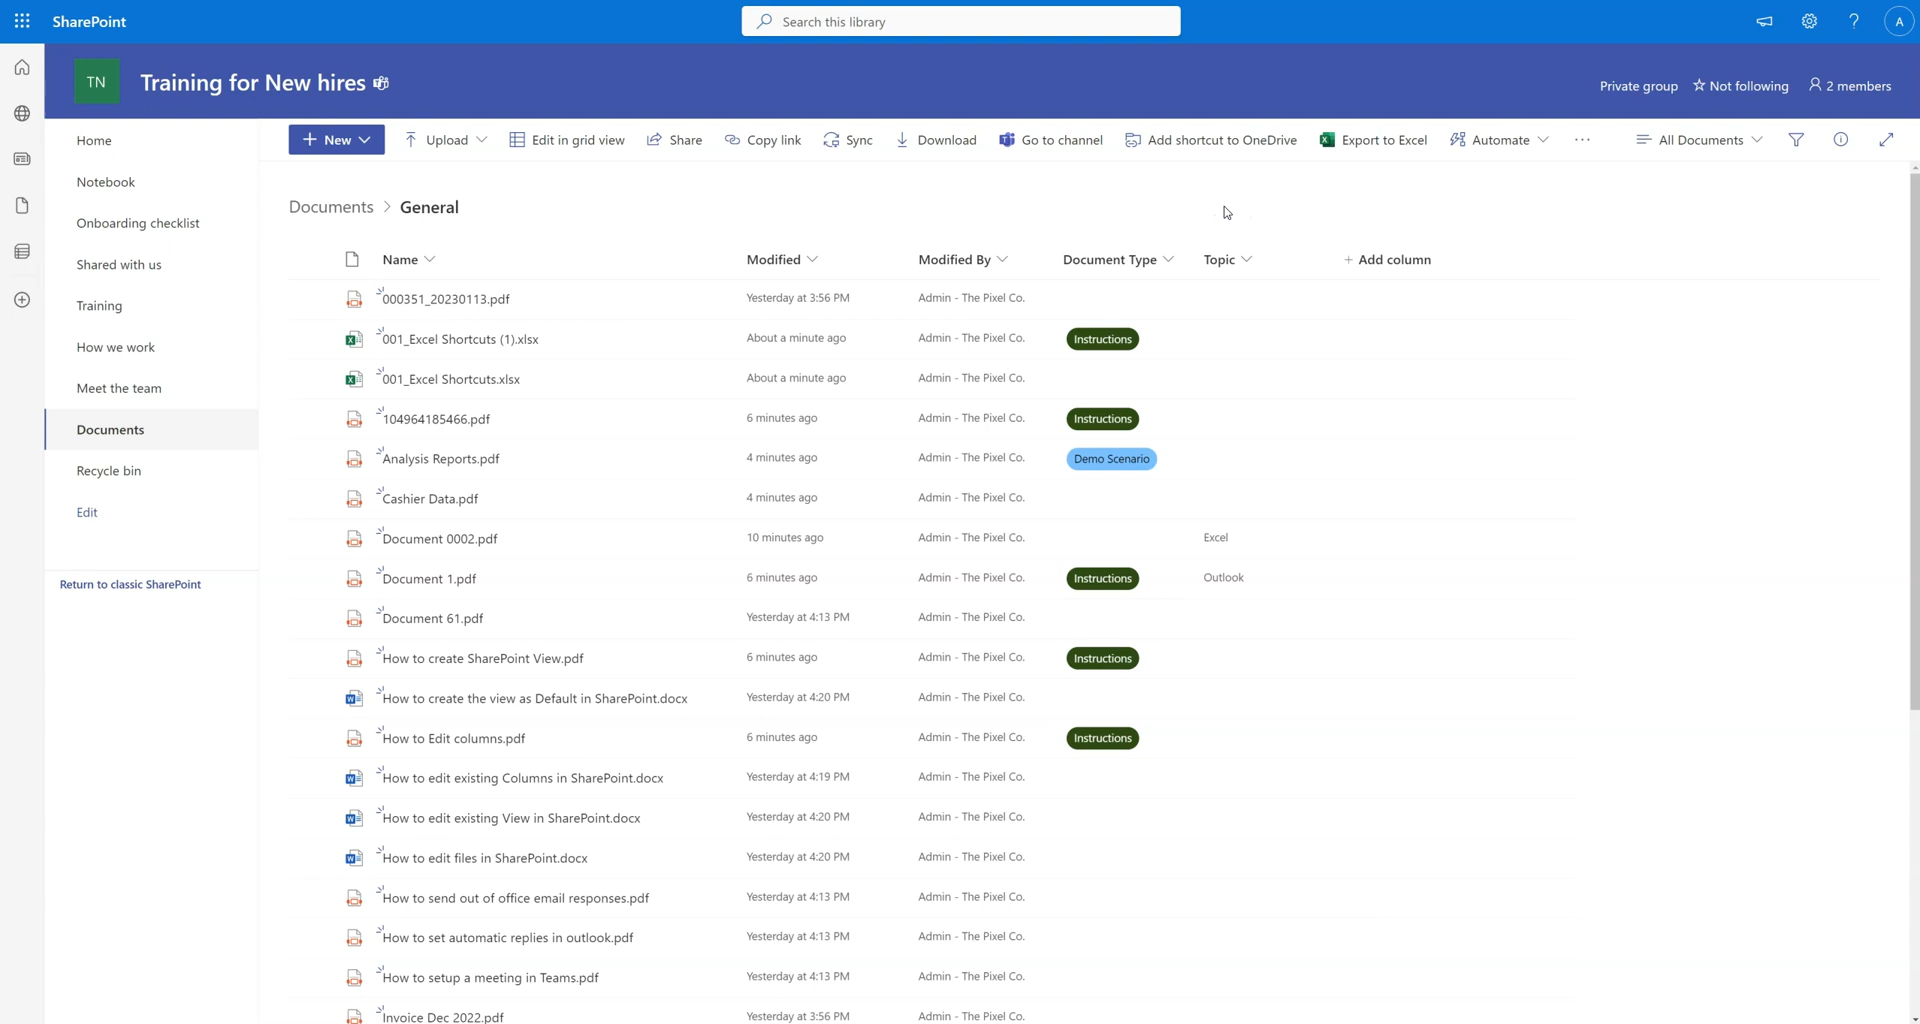 SharePoint
Search this library
A
TN
Training for New hires
Private group
Not following
2 members
Home
Notebook
Onboarding checklist
Shared with us
Training
How we work
Meet the team
Documents
Recycle bin
Edit
Return to classic SharePoint
+ New
Upload
Edit in grid view
Share
Copy link
Sync
Download
Go to channel
Add shortcut to OneDrive
Export to Excel
Automate
...
All Documents
Documents > General
Name Modified Modified By Document Type Topic + Add column
000351_20230113.pdf Yesterday at 3:56 PM Admin - The Pixel Co.
001_Excel Shortcuts (1).xlsx About a minute ago Admin - The Pixel Co. Instructions
001_Excel Shortcuts.xlsx About a minute ago Admin - The Pixel Co.
104964185466.pdf 6 minutes ago Admin - The Pixel Co. Instructions
Analysis Reports.pdf 4 minutes ago Admin - The Pixel Co. Demo Scenario
Cashier Data.pdf 4 minutes ago Admin - The Pixel Co.
Document 0002.pdf 10 minutes ago Admin - The Pixel Co. Excel
Document 1.pdf 6 minutes ago Admin - The Pixel Co. Instructions Outlook
Document 61.pdf Yesterday at 4:13 PM Admin - The Pixel Co.
How to create SharePoint View.pdf 6 minutes ago Admin - The Pixel Co. Instructions
How to create the view as Default in SharePoint.docx Yesterday at 4:20 PM Admin - The Pixel Co.
How to Edit columns.pdf 6 minutes ago Admin - The Pixel Co. Instructions
How to edit existing Columns in SharePoint.docx Yesterday at 4:19 PM Admin - The Pixel Co.
How to edit existing View in SharePoint.docx Yesterday at 4:20 PM Admin - The Pixel Co.
How to edit files in SharePoint.docx Yesterday at 4:20 PM Admin - The Pixel Co.
How to send out of office email responses.pdf Yesterday at 4:13 PM Admin - The Pixel Co.
How to set automatic replies in outlook.pdf Yesterday at 4:13 PM Admin - The Pixel Co.
How to setup a meeting in Teams.pdf Yesterday at 4:13 PM Admin - The Pixel Co.
Invoice Dec 2022.pdf Yesterday at 3:56 PM Admin - The Pixel Co.